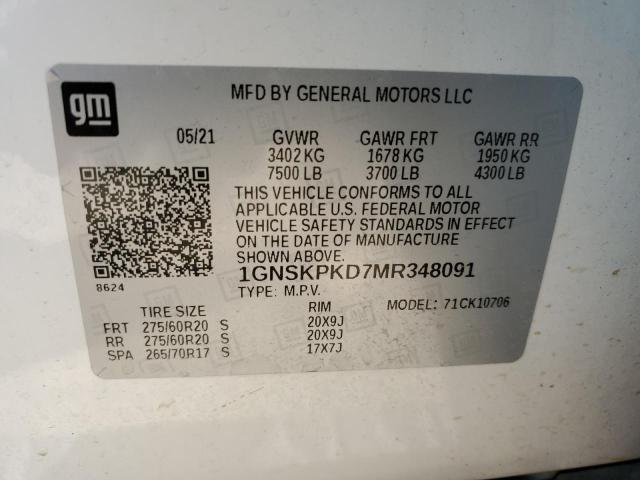 gm
MFD BY GENERAL MOTORS LLC
05/21 GVWR GAWR FRT GAWR RR
3402 KG 1678 KG 1950 KG
7500 LB 3700 LB 4300 LB
THIS VEHICLE CONFORMS TO ALL
APPLICABLE U.S. FEDERAL MOTOR
VEHICLE SAFETY STANDARDS IN EFFECT
ON THE DATE OF MANUFACTURE
SHOWN ABOVE.
8624
1GNSKPKD7MR348091
TYPE: M.P.V.
TIRE SIZE RIM MODEL: 71CK10706
FRT 275/60R20 S 20X9J
RR 275/60R20 S 20X9J
SPA 265/70R17 S 17X7J